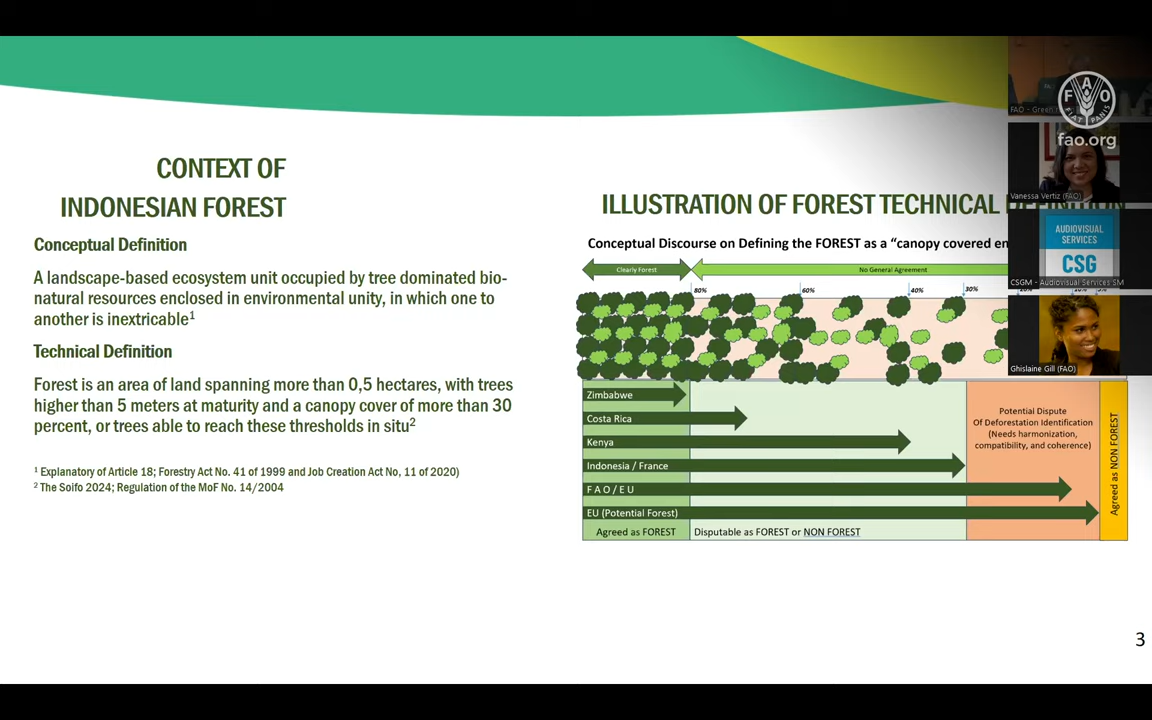 CONTEXT OF
INDONESIAN FOREST
Conceptual Definition
A landscape-based ecosystem unit occupied by tree dominated bio-
natural resources enclosed in environmental unity, in which one to
another is inextricable1
Technical Definition
Forest is an area of land spanning more than 0,5 hectares, with trees
higher than 5 meters at maturity and a canopy cover of more than 30
percent, or trees able to reach these thresholds in situ2
1 Explanatory of Article 18; Forestry Act No. 41 of 1999 and Job Creation Act No, 11 of 2020)
2 The Soifo 2024; Regulation of the MoF No. 14/2004
ILLUSTRATION OF FOREST TECHNICAL DEFINITION
Conceptual Discourse on Defining the FOREST as a “canopy covered
Clearly Forest
No General Agreement
80%
60%
40%
30%
Zimbabwe
Costa Rica
Kenya
Indonesia / France
F A O / E U
EU (Potential Forest)
Agreed as FOREST
Disputable as FOREST or NON FOREST
Potential Dispute
Of Deforestation Identification
(Needs harmonization,
compatibility, and coherence)
Agreed as NON FOREST
FAO - Green
F A O
FIAT PANIS
fao.org
Vanessa Vertiz (FAO)
AUDIOVISUAL
SERVICES
CSG
CSGM - Audiovisual Services SM
Ghislaine Gill (FAO)
3